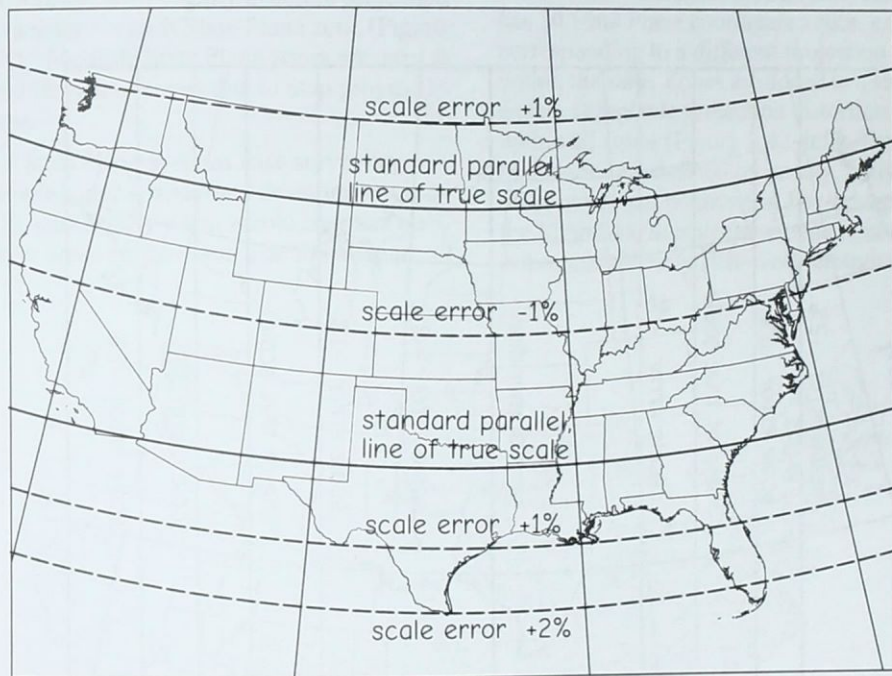 scale error +1%
standard parallel,
line of true scale
scale error -1%
standard parallel,
line of true scale
scale error +1%
scale error +2%